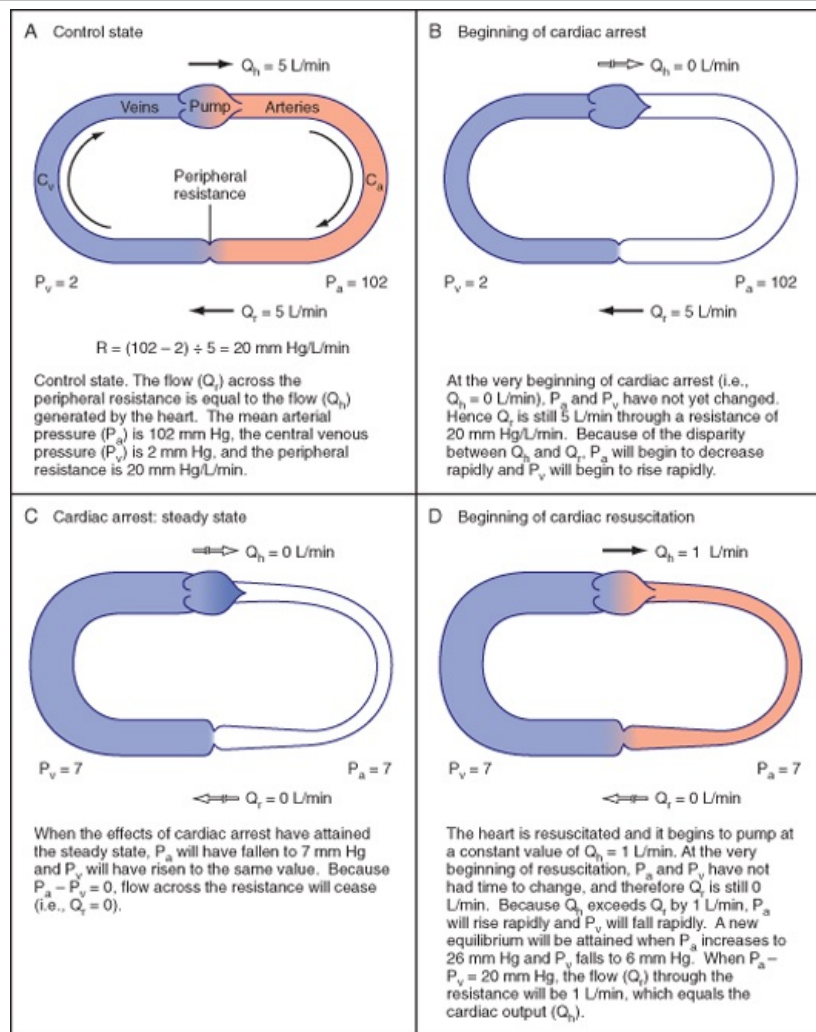 A Control state
Qh = 5 L/min
Veins
Pump
Arteries
Cv
Peripheral
resistance
Ca
Pv = 2
Pa = 102
Qr = 5 L/min
R = (102 – 2) ÷ 5 = 20 mm Hg/L/min
Control state. The flow (Qr) across the
peripheral resistance is equal to the flow (Qh)
generated by the heart. The mean arterial
pressure (Pa) is 102 mm Hg, the central venous
pressure (Pv) is 2 mm Hg, and the peripheral
resistance is 20 mm Hg/L/min.
B Beginning of cardiac arrest
Qh = 0 L/min
Pv = 2
Pa = 102
Qr = 5 L/min
At the very beginning of cardiac arrest (i.e.,
Qh = 0 L/min), Pa and Pv have not yet changed.
Hence Qr is still 5 L/min through a resistance of
20 mm Hg/L/min. Because of the disparity
between Qh and Qr, Pa will begin to decrease
rapidly and Pv will begin to rise rapidly.
C Cardiac arrest: steady state
Qh = 0 L/min
Pv = 7
Pa = 7
Qr = 0 L/min
When the effects of cardiac arrest have attained
the steady state, Pa will have fallen to 7 mm Hg
and Pv will have risen to the same value. Because
Pa – Pv = 0, flow across the resistance will cease
(i.e., Qr = 0).
D Beginning of cardiac resuscitation
Qh = 1 L/min
Pv = 7
Pa = 7
Qr = 0 L/min
The heart is resuscitated and it begins to pump at
a constant value of Qh = 1 L/min. At the very
beginning of resuscitation, Pa and Pv have not
had time to change, and therefore Qr is still 0
L/min. Because Qh exceeds Qr by 1 L/min, Pa
will rise rapidly and Pv will fall rapidly. A new
equilibrium will be attained when Pa increases to
26 mm Hg and Pv falls to 6 mm Hg. When Pa –
Pv = 20 mm Hg, the flow (Qr) through the
resistance will be 1 L/min, which equals the
cardiac output (Qh).